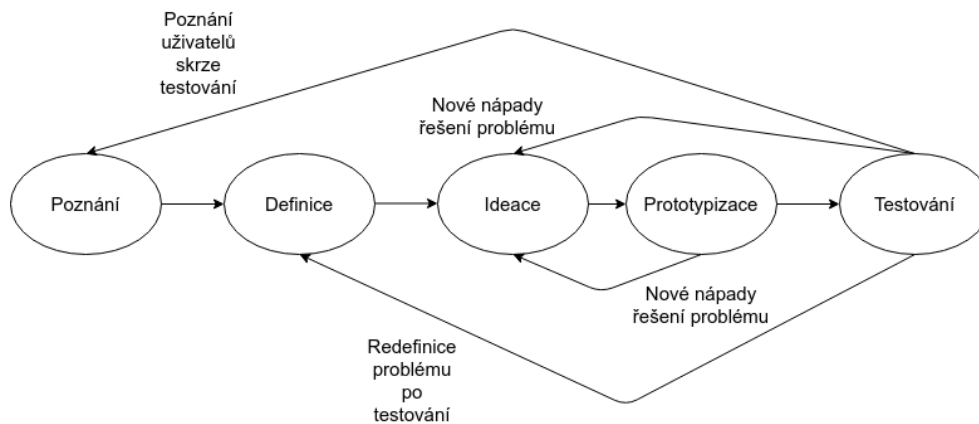 Poznání
uživatelů
skrze
testování
Nové nápady
řešení problému
Poznání
Definice
Ideace
Prototypizace
Testování
Nové nápady
řešení problému
Redefinice
problému
po
testování